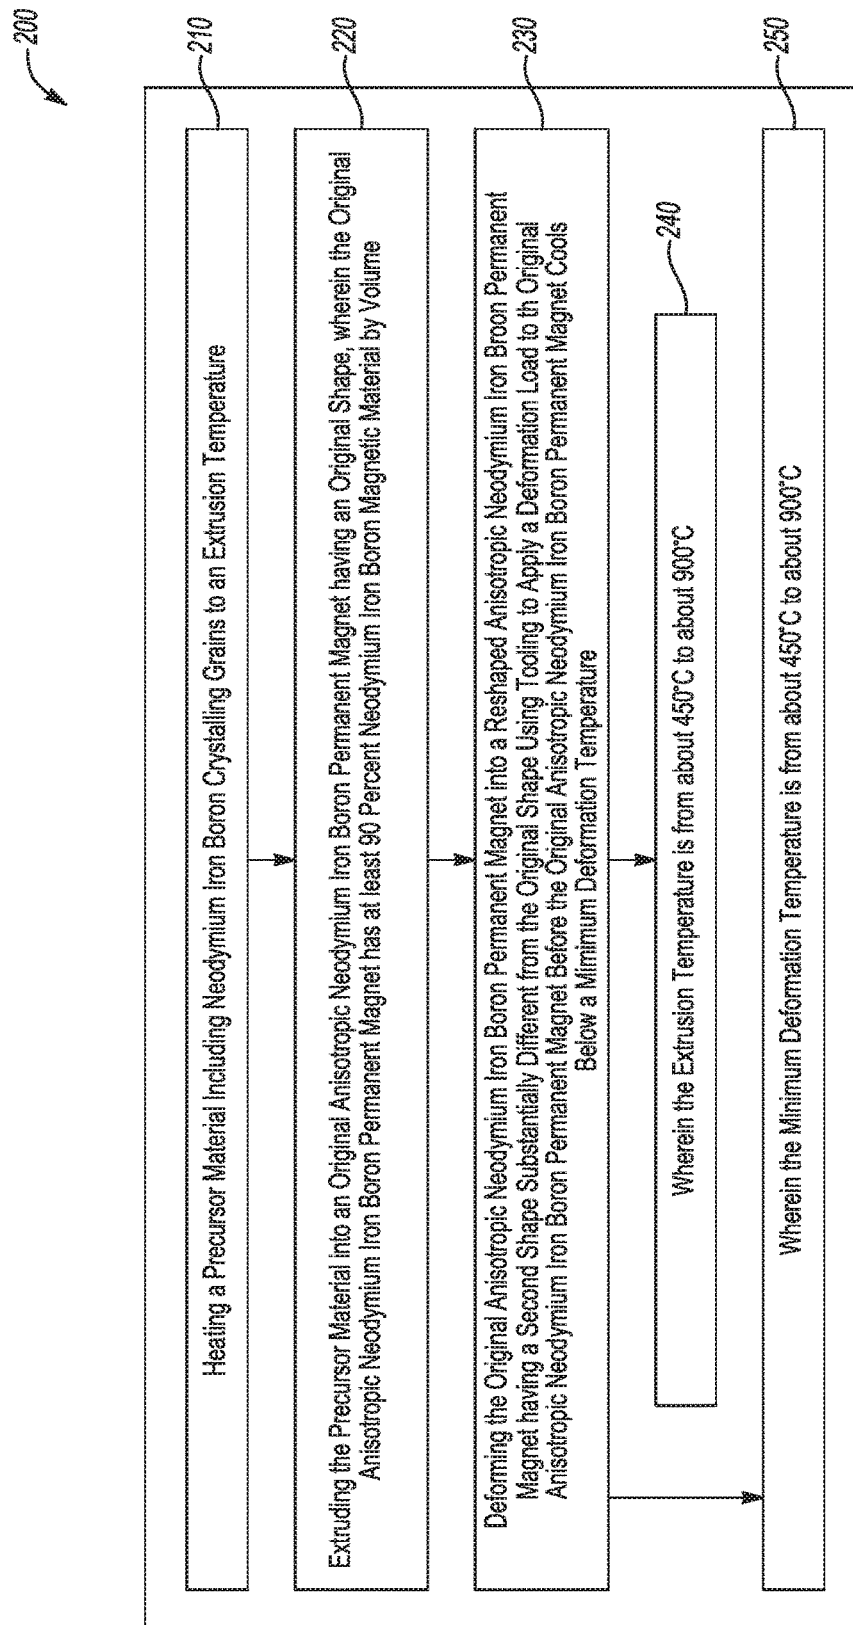 200
210
Heating a Precursor Material Including Neodymium Iron Boron Crystalling Grains to an Extrusion Temperature
220
Extruding the Precursor Material into an Original Anisotropic Neodymium Iron Boron Permanent Magnet having an Original Shape, wherein the Original
Anisotropic Neodymium Iron Boron Permanent Magnet has at least 90 Percent Neodymium Iron Boron Magnetic Material by Volume
230
Deforming the Original Anisotropic Neodymium Iron Boron Permanent Magnet into a Reshaped Anisotropic Neodymium Iron Broon Permanent
Magnet having a Second Shape Substantially Different from the Original Shape Using Tooling to Apply a Deformation Load to th Original
Anisotropic Neodymium Iron Boron Permanent Magnet Before the Original Anisotropic Neodymium Iron Boron Permanent Magnet Cools
Below a Mimimum Deformation Temperature
240
Wherein the Extrusion Temperature is from about 450°C to about 900°C
250
Wherein the Minimum Deformation Temperature is from about 450°C to about 900°C